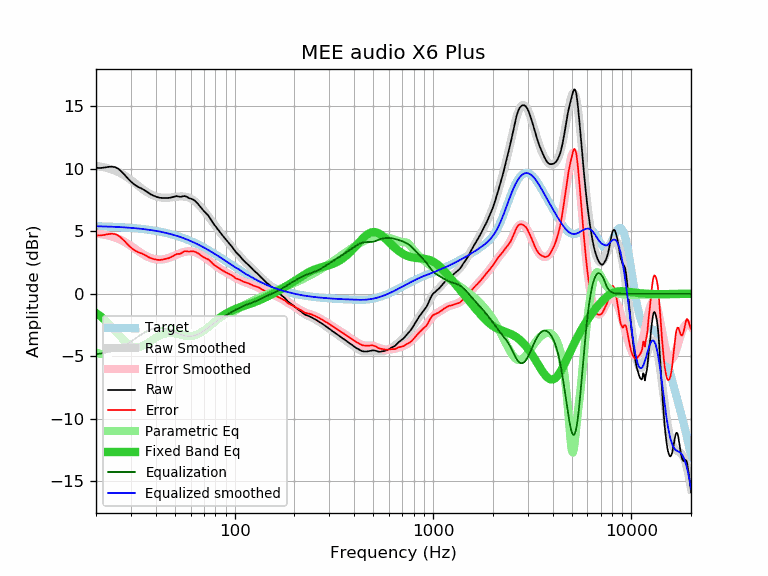 MEE audio X6 Plus
Amplitude (dBr)
15
10
5
0
−5
−10
−15
Target
Raw Smoothed
Error Smoothed
Raw
Error
Parametric Eq
Fixed Band Eq
Equalization
Equalized smoothed
100
1000
10000
Frequency (Hz)